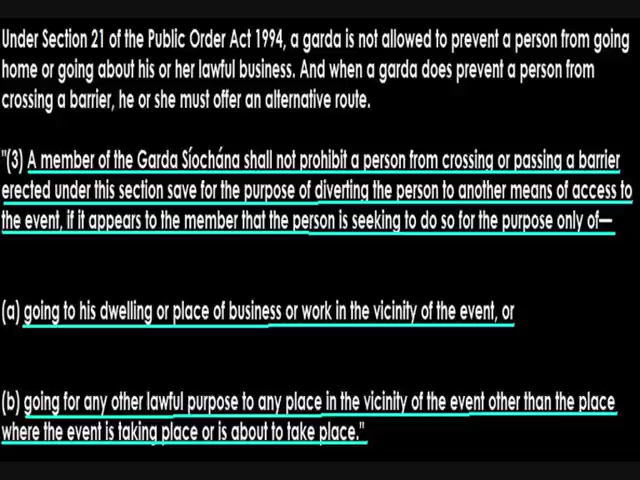 Under Section 21 of the Public Order Act 1994, a garda is not allowed to prevent a person from going
home or going about his or her lawful business. And when a garda does prevent a person from
crossing a barrier, he or she must offer an alternative route.
"(3) A member of the Garda Síochána shall not prohibit a person from crossing or passing a barrier
erected under this section save for the purpose of diverting the person to another means of access to
the event, if it appears to the member that the person is seeking to do so for the purpose only of—
(a) going to his dwelling or place of business or work in the vicinity of the event, or
(b) going for any other lawful purpose to any place in the vicinity of the event other than the place
where the event is taking place or is about to take place."